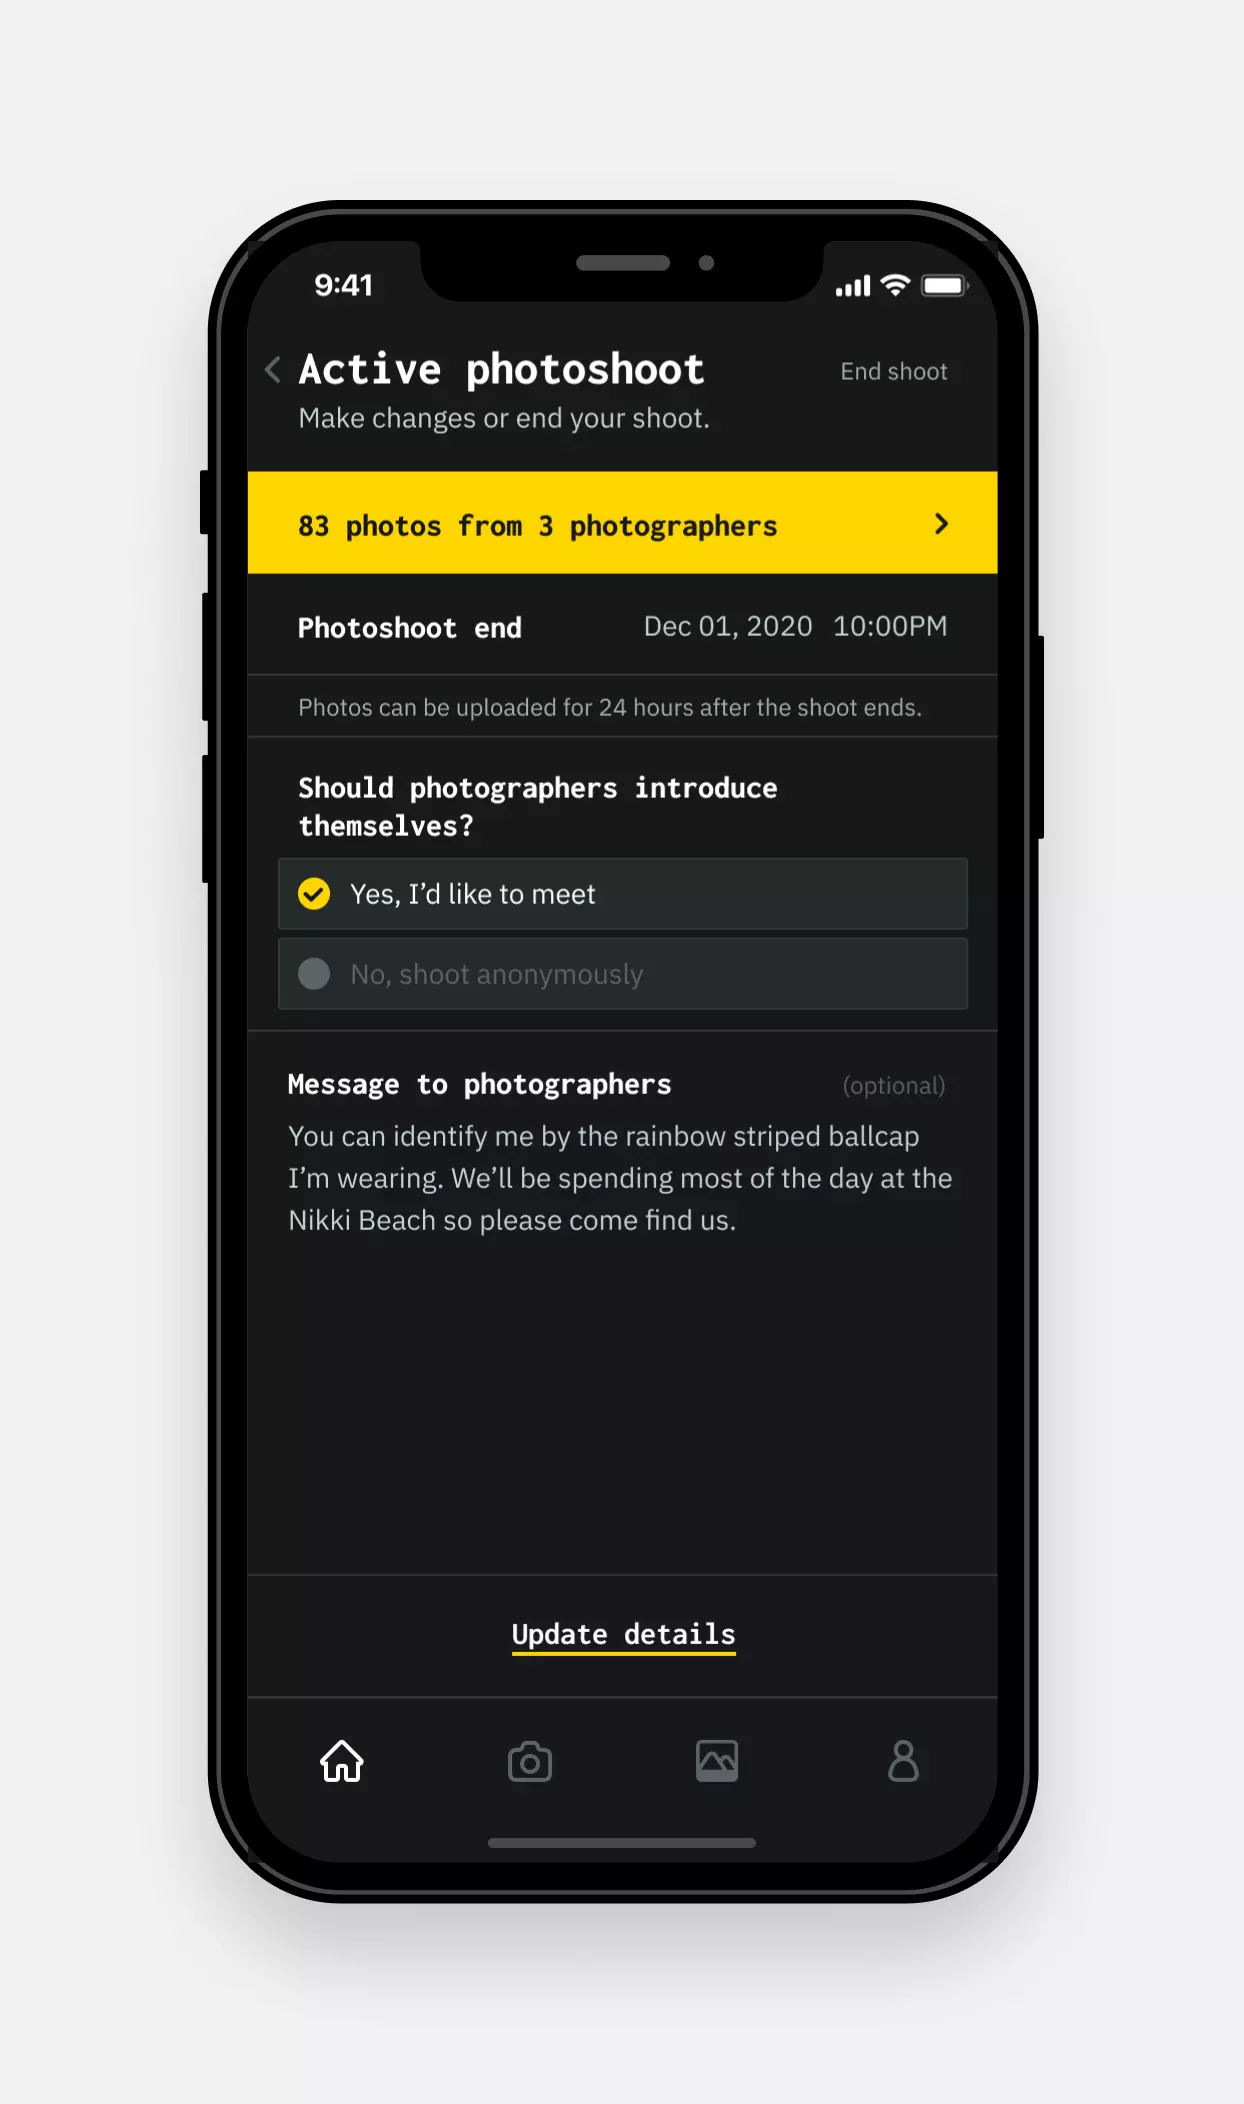 9:41
Active photoshoot
End shoot
Make changes or end your shoot.
83 photos from 3 photographers
Photoshoot end
Dec 01, 2020 10:00PM
Photos can be uploaded for 24 hours after the shoot ends.
Should photographers introduce
themselves?
Yes, I’d like to meet
No, shoot anonymously
Message to photographers
(optional)
You can identify me by the rainbow striped ballcap
I’m wearing. We’ll be spending most of the day at the
Nikki Beach so please come find us.
Update details